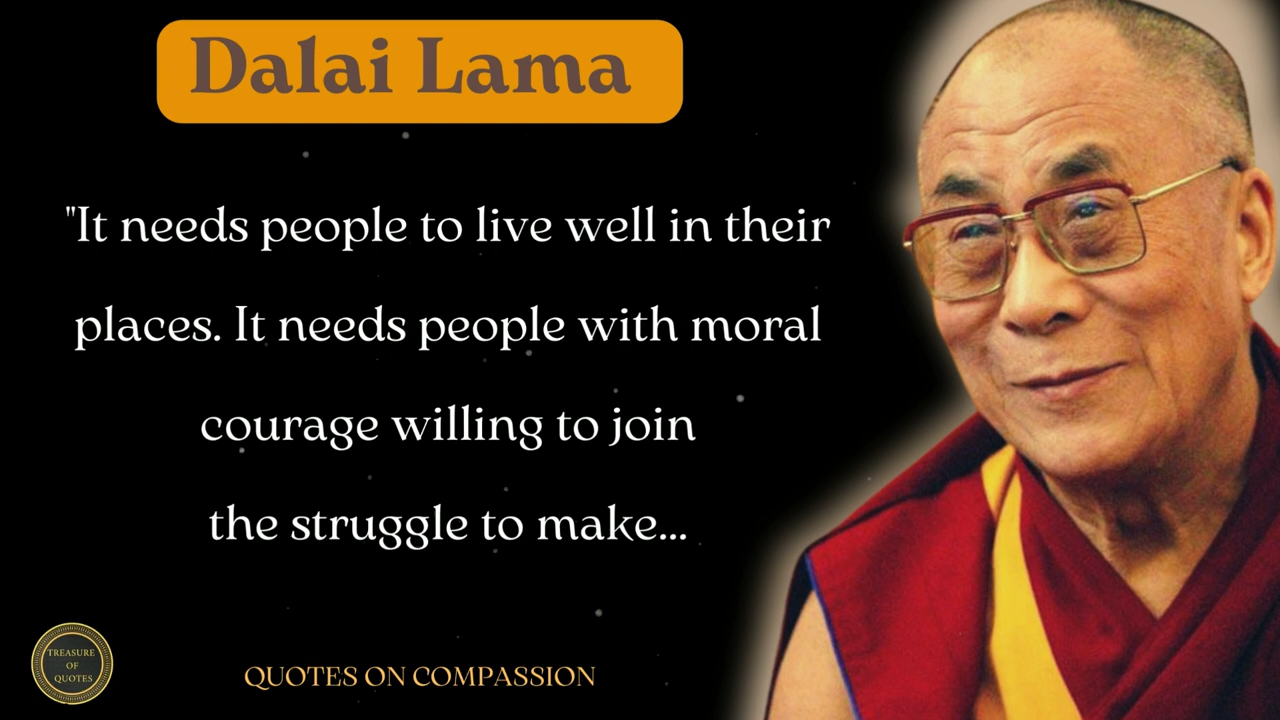 Dalai Lama
"It needs people to live well in their
places. It needs people with moral
courage willing to join
the struggle to make...
TREASURE
OF
QUOTES
QUOTES ON COMPASSION